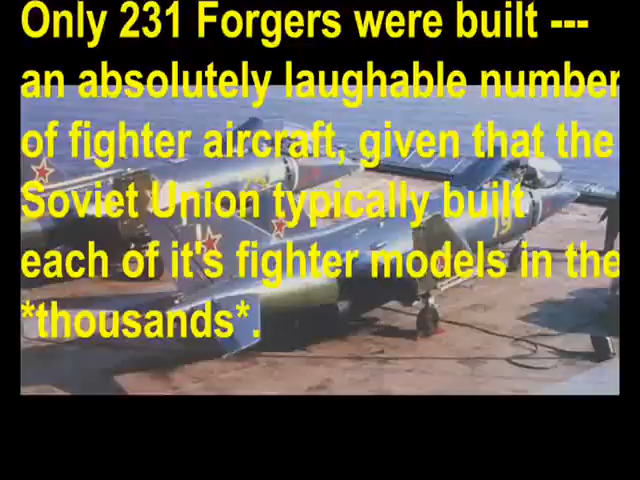 Only 231 Forgers were built ---
an absolutely laughable number
of fighter aircraft, given that the
Soviet Union typically built
each of it's fighter models in the
*thousands*.
19